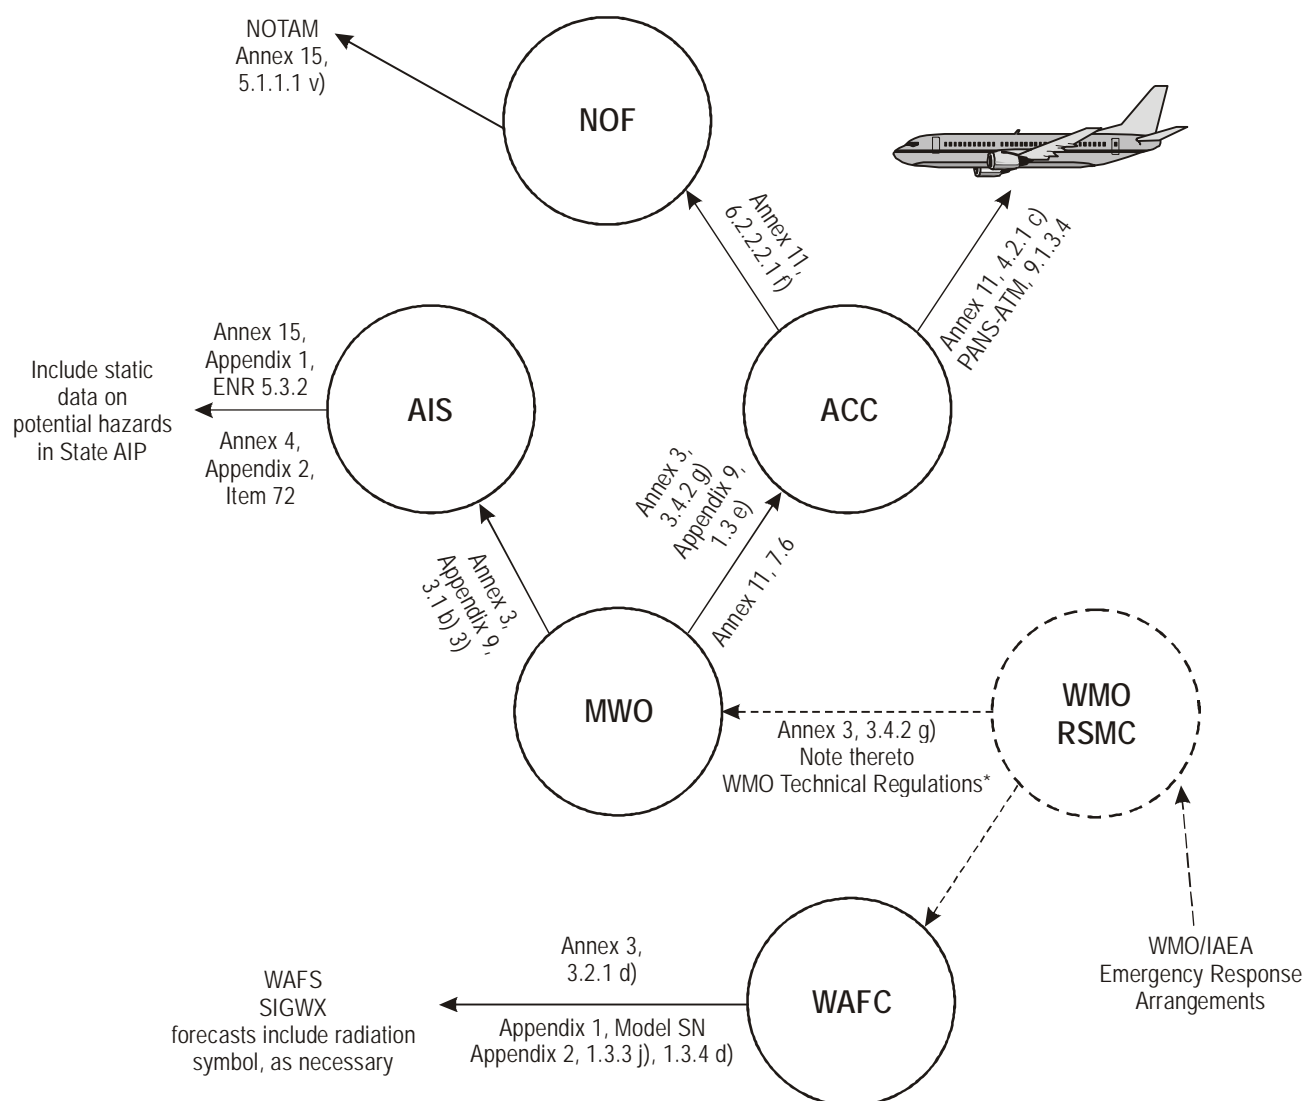 NOTAM
Annex 15,
5.1.1.1 v)
NOF
Annex 11,
6.2.2.2.1 f)
Annex 11, 4.2.1 c)
PANS-ATM, 9.1.3.4
Include static
data on
potential hazards
in State AIP
Annex 15,
Appendix 1,
ENR 5.3.2
Annex 4,
Appendix 2,
Item 72
AIS
ACC
Annex 3,
3.4.2 g)
Appendix 9,
1.3 e)
Annex 11, 7.6
Annex 3,
Appendix 9,
3.1 b) 3)
MWO
Annex 3, 3.4.2 g)
Note thereto
WMO Technical Regulations*
WMO
RSMC
WMO/IAEA
Emergency Response
Arrangements
WAFS
SIGWX
forecasts include radiation
symbol, as necessary
Annex 3,
3.2.1 d)
Appendix 1, Model SN
Appendix 2, 1.3.3 j), 1.3.4 d)
WAFC